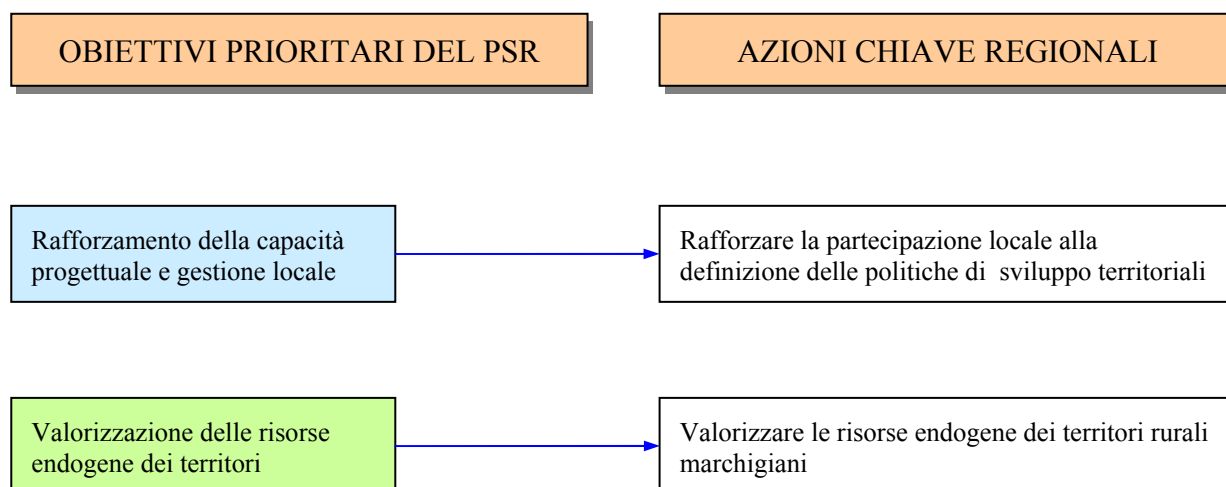 OBIETTIVI PRIORITARI DEL PSR
AZIONI CHIAVE REGIONALI
Rafforzamento della capacità
progettuale e gestione locale
Rafforzare la partecipazione locale alla
definizione delle politiche di sviluppo territoriali
Valorizzazione delle risorse
endogene dei territori
Valorizzare le risorse endogene dei territori rurali
marchigiani